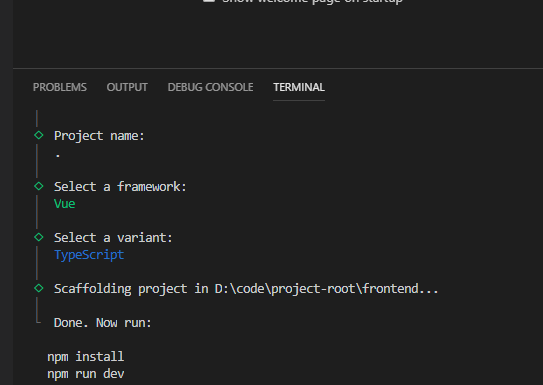 Show welcome page on startup
PROBLEMS OUTPUT DEBUG CONSOLE TERMINAL
Project name:
.
Select a framework:
Vue
Select a variant:
TypeScript
Scaffolding project in D:\code\project-root\frontend...
Done. Now run:
npm install
npm run dev